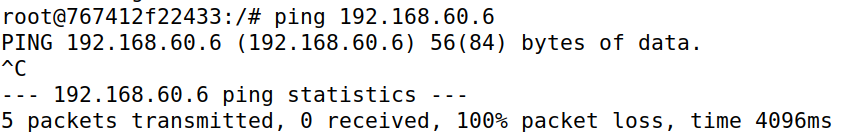 root@767412f22433:/# ping 192.168.60.6
PING 192.168.60.6 (192.168.60.6) 56(84) bytes of data.
^C
--- 192.168.60.6 ping statistics ---
5 packets transmitted, 0 received, 100% packet loss, time 4096ms